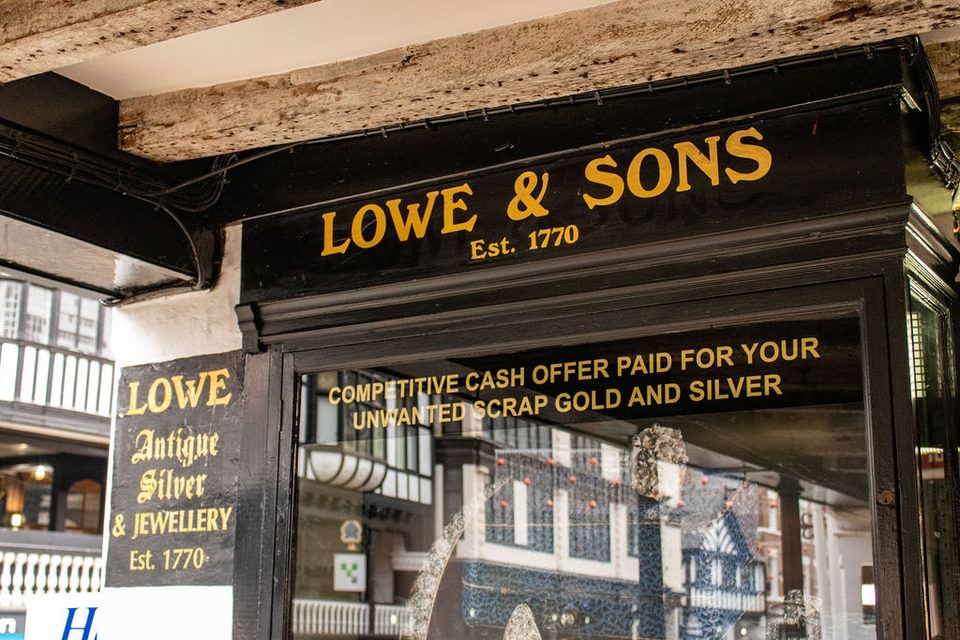 LOWE & SONS
Est. 1770
COMPETITIVE CASH OFFER PAID FOR YOUR
UNWANTED SCRAP GOLD AND SILVER
LOWE
Antique
Silver
& JEWELLERY
Est. 1770